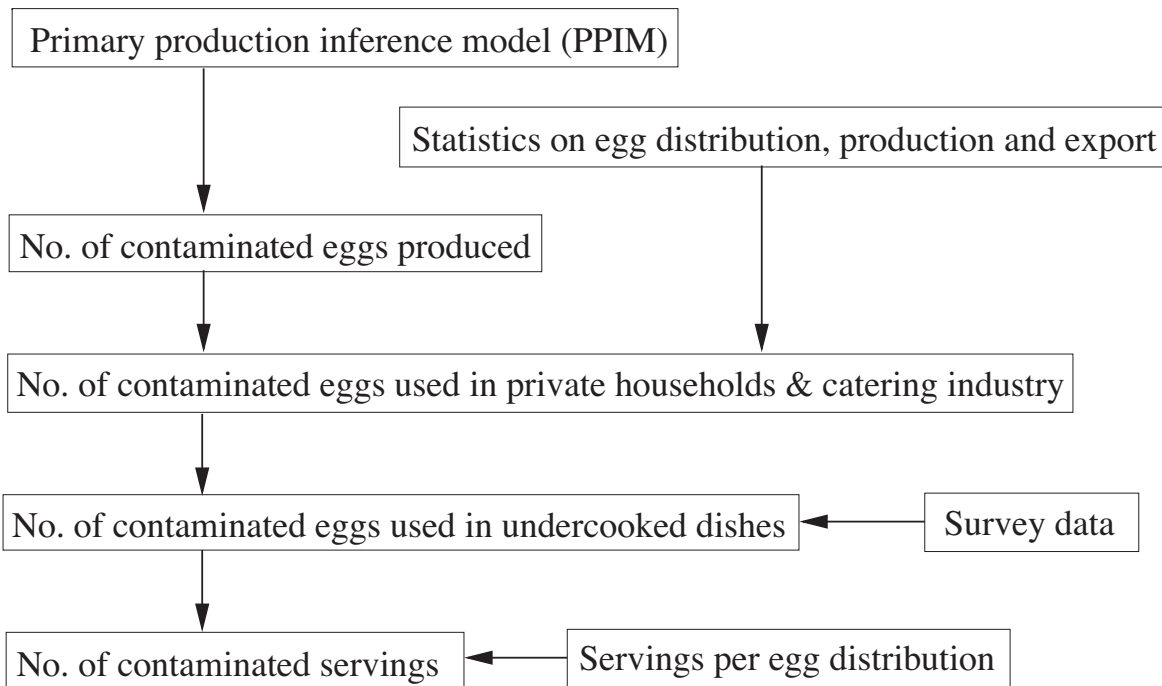 Primary production inference model (PPIM)
Statistics on egg distribution, production and export
No. of contaminated eggs produced
No. of contaminated eggs used in private households & catering industry
No. of contaminated eggs used in undercooked dishes
Survey data
No. of contaminated servings
Servings per egg distribution